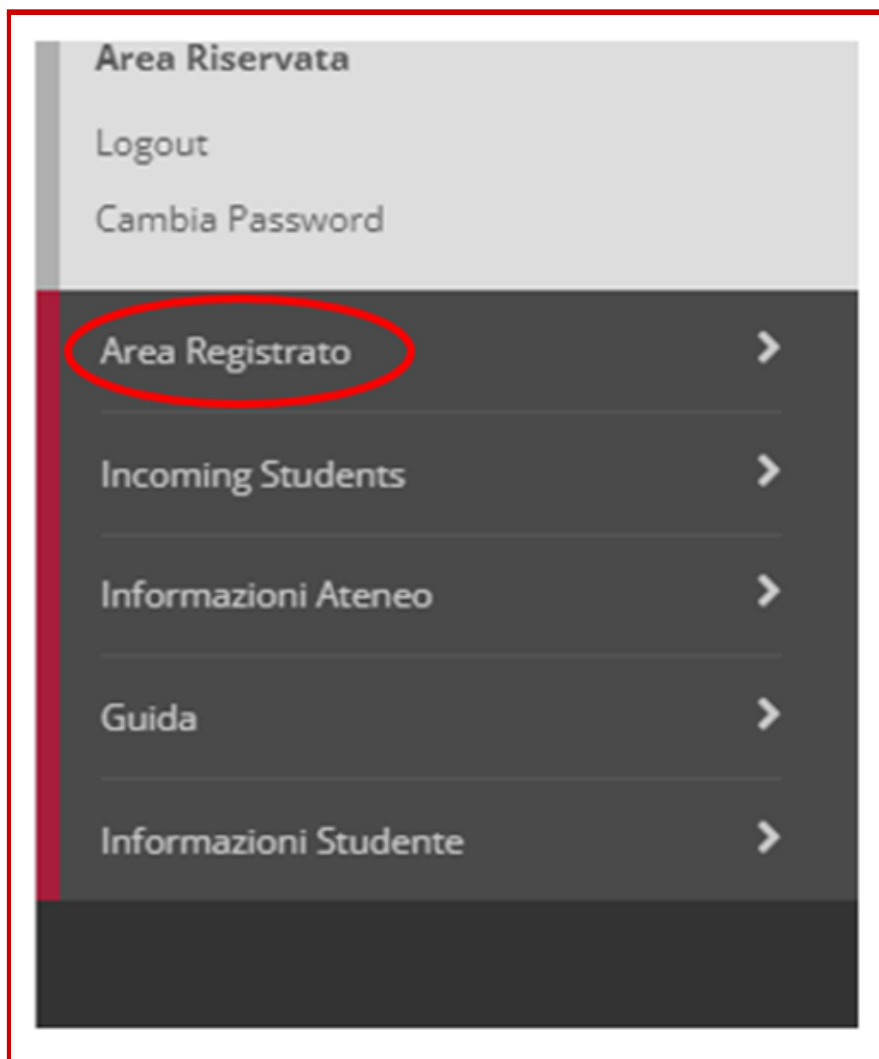 Area Riservata
Logout
Cambia Password
Area Registrato
Incoming Students
Informazioni Ateneo
Guida
Informazioni Studente